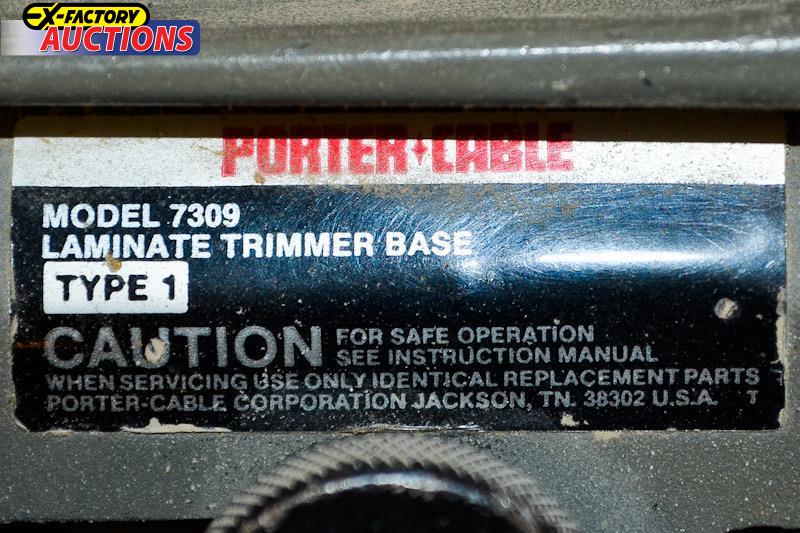 EX-FACTORY
AUCTIONS
PORTER+CABLE
MODEL 7309
LAMINATE TRIMMER BASE
TYPE 1
CAUTION FOR SAFE OPERATION
SEE INSTRUCTION MANUAL
WHEN SERVICING USE ONLY IDENTICAL REPLACEMENT PARTS
PORTER-CABLE CORPORATION JACKSON, TN. 38302 U.S.A. T